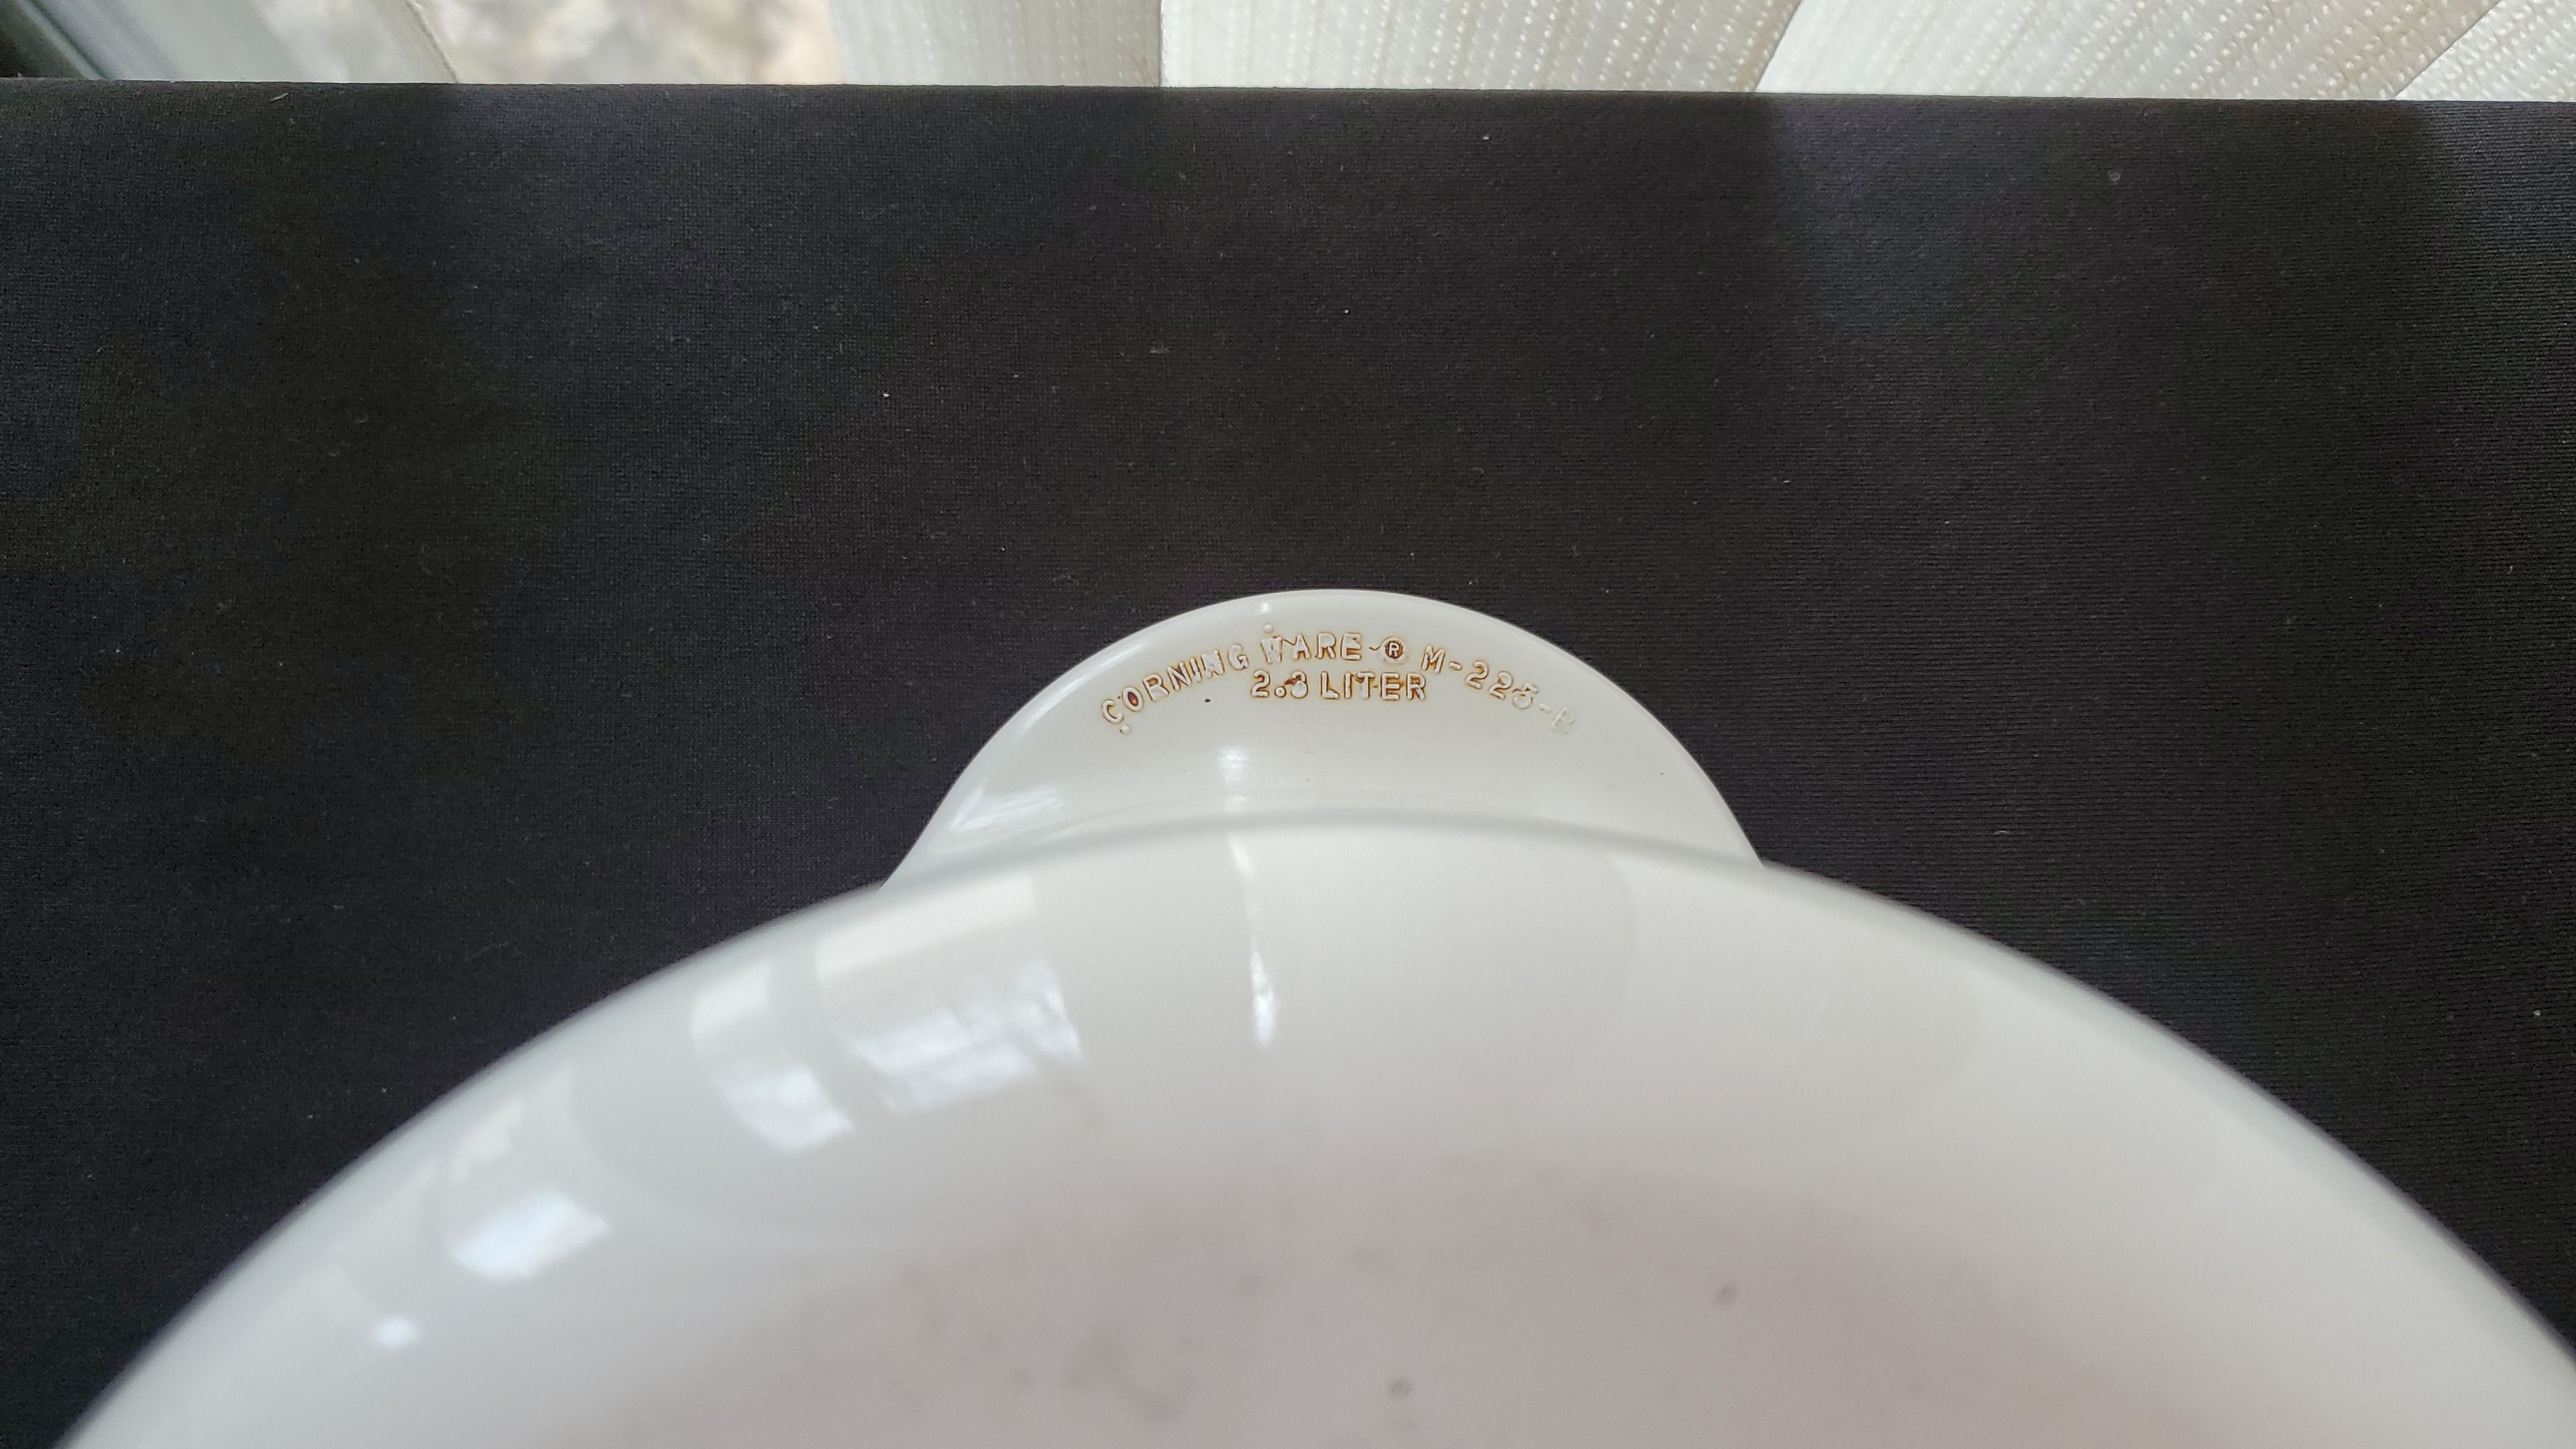 CORNING WARE ® M-225-B
2.3 LITER